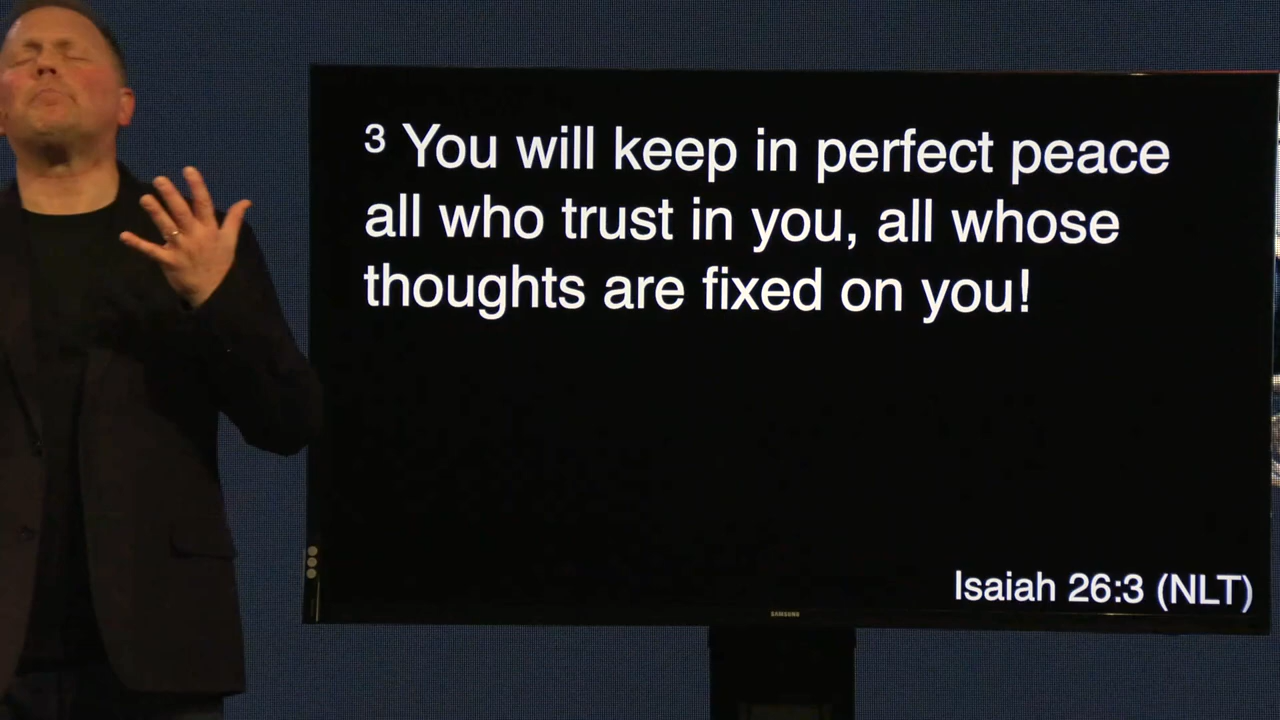 ³ You will keep in perfect peace
all who trust in you, all whose
thoughts are fixed on you!
Isaiah 26:3 (NLT)
SAMSUNG